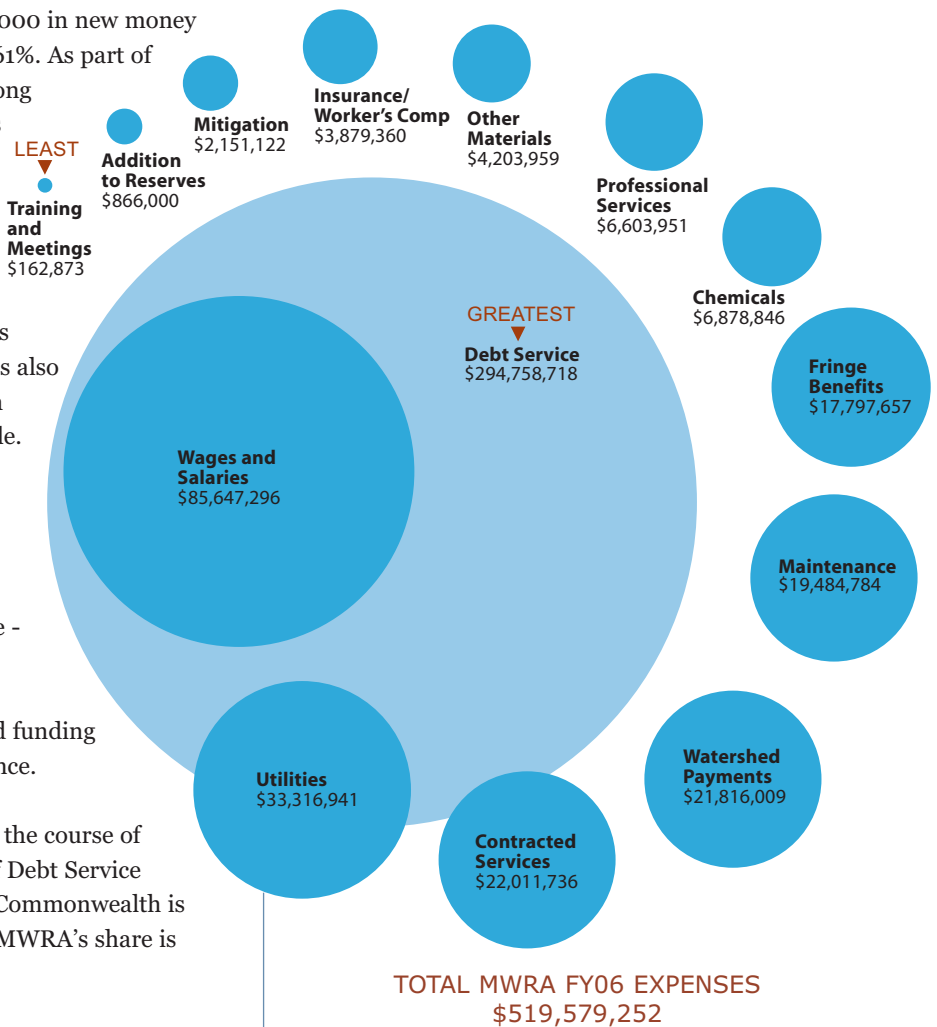 000 in new money
61%. As part of
ong
s
s
s also
n
le.
e -
d funding
nce.
the course of
f Debt Service
Commonwealth is
MWRA’s share is
LEAST
Training
and
Meetings
$162,873
Addition
to Reserves
$866,000
Mitigation
$2,151,122
Insurance/
Worker’s Comp
$3,879,360
Other
Materials
$4,203,959
Professional
Services
$6,603,951
Chemicals
$6,878,846
Fringe
Benefits
$17,797,657
Maintenance
$19,484,784
Watershed
Payments
$21,816,009
Contracted
Services
$22,011,736
Utilities
$33,316,941
Wages and
Salaries
$85,647,296
GREATEST
Debt Service
$294,758,718
TOTAL MWRA FY06 EXPENSES
$519,579,252